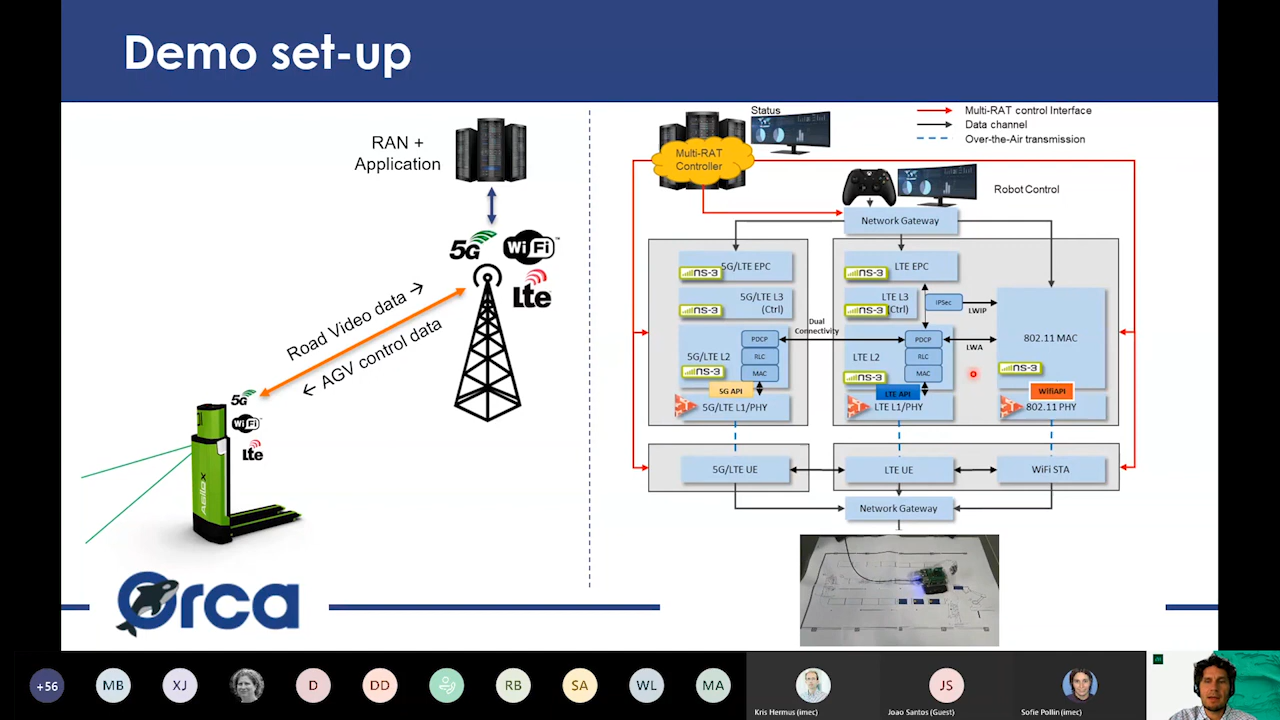 Demo set-up
RAN +
Application
5G
WiFi
Lte
Road Video data →
← AGV control data
5G
WiFi
Lte
AGiLOX
Orca
Status
Multi-RAT control Interface
Data channel
Over-the-Air transmission
Multi-RAT
Controller
Robot Control
Network Gateway
5G/LTE EPC
ns-3
LTE EPC
ns-3
5G/LTE L3
(Ctrl)
ns-3
LTE L3
(Ctrl)
ns-3
IPSec
LWIP
Dual
Connectivity
802.11 MAC
ns-3
5G/LTE L2
ns-3
PDCP
RLC
MAC
LTE L2
ns-3
PDCP
RLC
MAC
LWA
5G API
LTE API
WifiAPI
5G/LTE L1/PHY
LTE L1/PHY
802.11 PHY
5G/LTE UE
LTE UE
WiFi STA
Network Gateway
+56
MB
XJ
D
DD
RB
SA
WL
MA
Kris Hermus (imec)
JS
Joao Santos (Guest)
Sofie Pollin (imec)